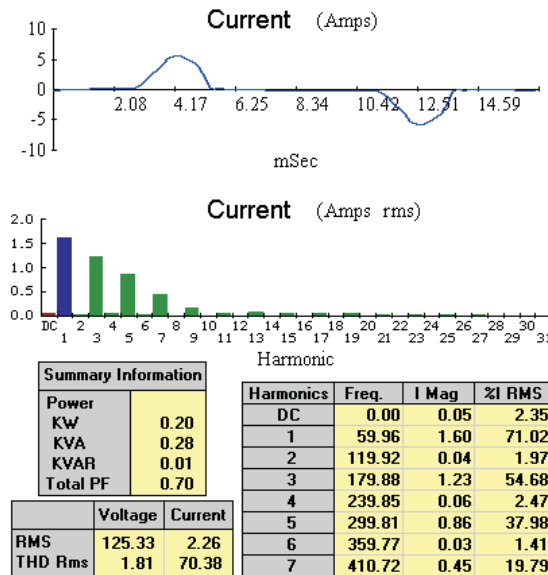 Current (Amps)
10
5
0
-5
-10
2.08 4.17 6.25 8.34 10.42 12.51 14.59
mSec
Current (Amps rms)
2.0
1.5
1.0
0.5
0.0
DC 2 4 6 8 10 12 14 16 18 20 22 24 26 28 30
1 3 5 7 9 11 13 15 17 19 21 23 25 27 29 31
Harmonic
Summary Information
Power
KW 0.20
KVA 0.28
KVAR 0.01
Total PF 0.70
Voltage Current
RMS 125.33 2.26
THD Rms 1.81 70.38
Harmonics Freq. I Mag %I RMS
DC 0.00 0.05 2.35
1 59.96 1.60 71.02
2 119.92 0.04 1.97
3 179.88 1.23 54.68
4 239.85 0.06 2.47
5 299.81 0.86 37.98
6 359.77 0.03 1.41
7 410.72 0.45 19.79